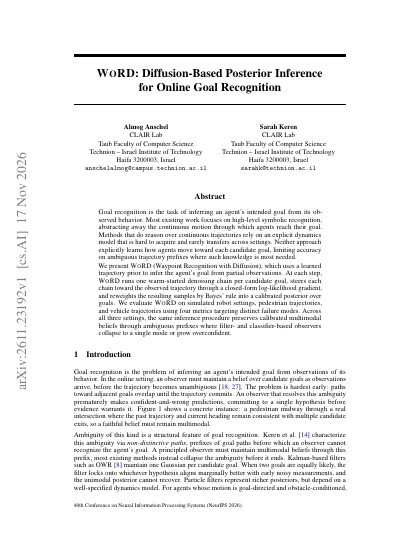 WORD: Diffusion-Based Posterior Inference
for Online Goal Recognition
Almog Anschel
CLAIR Lab
Taub Faculty of Computer Science
Technion – Israel Institute of Technology
Haifa 3200003, Israel
anschelalmog@campus.technion.ac.il
Sarah Keren
CLAIR Lab
Taub Faculty of Computer Science
Technion – Israel Institute of Technology
Haifa 3200003, Israel
sarahk@technion.ac.il
arXiv:2611.23192v1 [cs.AI] 17 Nov 2026
Abstract
Goal recognition is the task of inferring an agent's intended goal from its ob-
served behavior. Most existing work focuses on high-level symbolic recognition,
abstracting away the continuous motion through which agents reach their goal.
Methods that do reason over continuous trajectories rely on an explicit dynamics
model that is hard to acquire and rarely transfers across settings. Neither approach
explicitly learns how agents move toward each candidate goal, limiting accuracy
on ambiguous trajectory prefixes where such knowledge is most needed.
We present WORD (Waypoint Recognition with Diffusion), which uses a learned
trajectory prior to infer the agent's goal from partial observations. At each step,
WORD runs one warm-started denoising chain per candidate goal, steers each
chain toward the observed trajectory through a closed-form log-likelihood gradient,
and reweights the resulting samples by Bayes' rule into a calibrated posterior over
goals. We evaluate WORD on simulated robot settings, pedestrian trajectories,
and vehicle trajectories using four metrics targeting distinct failure modes. Across
all three settings, the same inference procedure preserves calibrated multimodal
beliefs through ambiguous prefixes where filter- and classifier-based observers
collapse to a single mode or grow overconfident.
1 Introduction
Goal recognition is the problem of inferring an agent's intended goal from observations of its
behavior. In the online setting, an observer must maintain a belief over candidate goals as observations
arrive, before the trajectory becomes unambiguous [18, 27]. The problem is hardest early: paths
toward adjacent goals overlap until the trajectory commits. An observer that resolves this ambiguity
prematurely makes confident-and-wrong predictions, committing to a single hypothesis before
evidence warrants it. Figure 1 shows a concrete instance: a pedestrian midway through a real
intersection where the past trajectory and current heading remain consistent with multiple candidate
exits, so a faithful belief must remain multimodal.
Ambiguity of this kind is a structural feature of goal recognition. Keren et al. [14] characterize
this ambiguity via non-distinctive paths, prefixes of goal paths before which an observer cannot
recognize the agent's goal. A principled observer must maintain multimodal beliefs through this
prefix; most existing methods instead collapse the ambiguity before it ends. Kalman-based filters
such as OWR [8] maintain one Gaussian per candidate goal. When two goals are equally likely, the
filter locks onto whichever hypothesis aligns marginally better with early noisy measurements, and
the unimodal posterior cannot recover. Particle filters represent richer posteriors, but depend on a
well-specified dynamics model. For agents whose motion is goal-directed and obstacle-conditioned,
40th Conference on Neural Information Processing Systems (NeurIPS 2026)